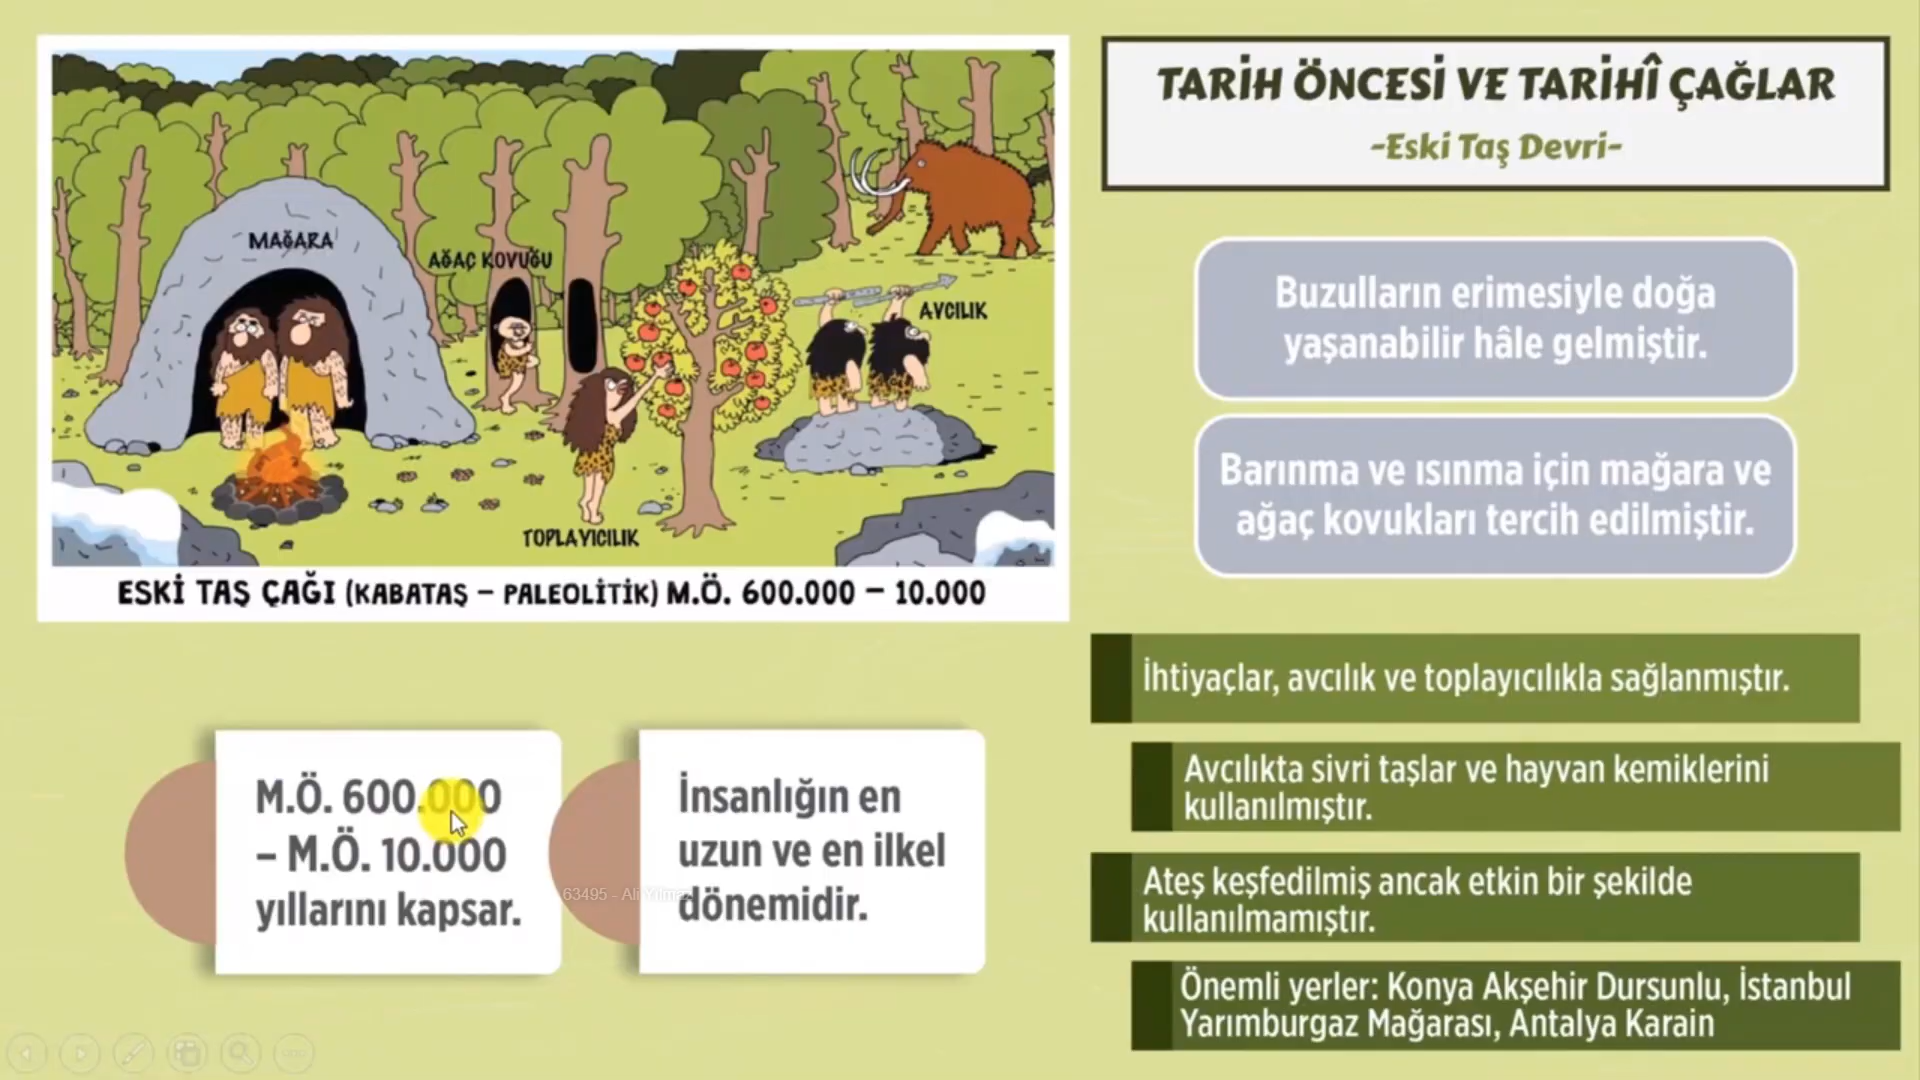 MAĞARA
AĞAÇ KOVUĞU
AVCILIK
TOPLAYICILIK
ESKİ TAŞ ÇAĞI (KABATAŞ – PALEOLİTİK) M.Ö. 600.000 – 10.000
TARİH ÖNCESİ VE TARİHÎ ÇAĞLAR
-Eski Taş Devri-
Buzulların erimesiyle doğa
yaşanabilir hâle gelmiştir.
Barınma ve ısınma için mağara ve
ağaç kovukları tercih edilmiştir.
M.Ö. 600.000
– M.Ö. 10.000
yıllarını kapsar.
İnsanlığın en
uzun ve en ilkel
dönemidir.
63495 - Ali Yılmaz
İhtiyaçlar, avcılık ve toplayıcılıkla sağlanmıştır.
Avcılıkta sivri taşlar ve hayvan kemiklerini
kullanılmıştır.
Ateş keşfedilmiş ancak etkin bir şekilde
kullanılmamıştır.
Önemli yerler: Konya Akşehir Dursunlu, İstanbul
Yarımburgaz Mağarası, Antalya Karain